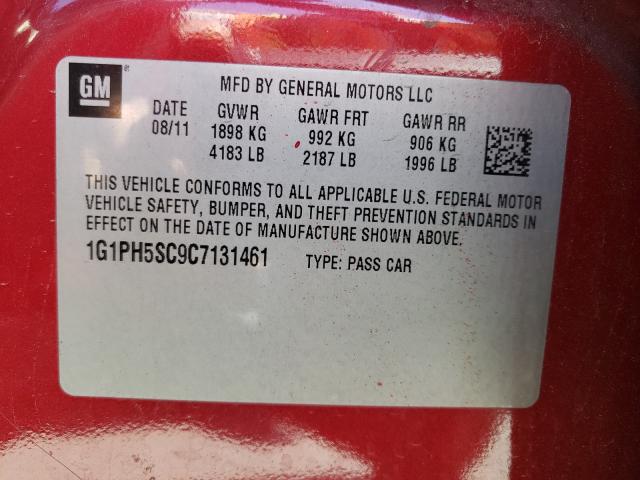 GM ®
MFD BY GENERAL MOTORS LLC
DATE GVWR GAWR FRT GAWR RR
08/11 1898 KG 992 KG 906 KG
4183 LB 2187 LB 1996 LB
THIS VEHICLE CONFORMS TO ALL APPLICABLE U.S. FEDERAL MOTOR
VEHICLE SAFETY, BUMPER, AND THEFT PREVENTION STANDARDS IN
EFFECT ON THE DATE OF MANUFACTURE SHOWN ABOVE.
1G1PH5SC9C7131461 TYPE: PASS CAR